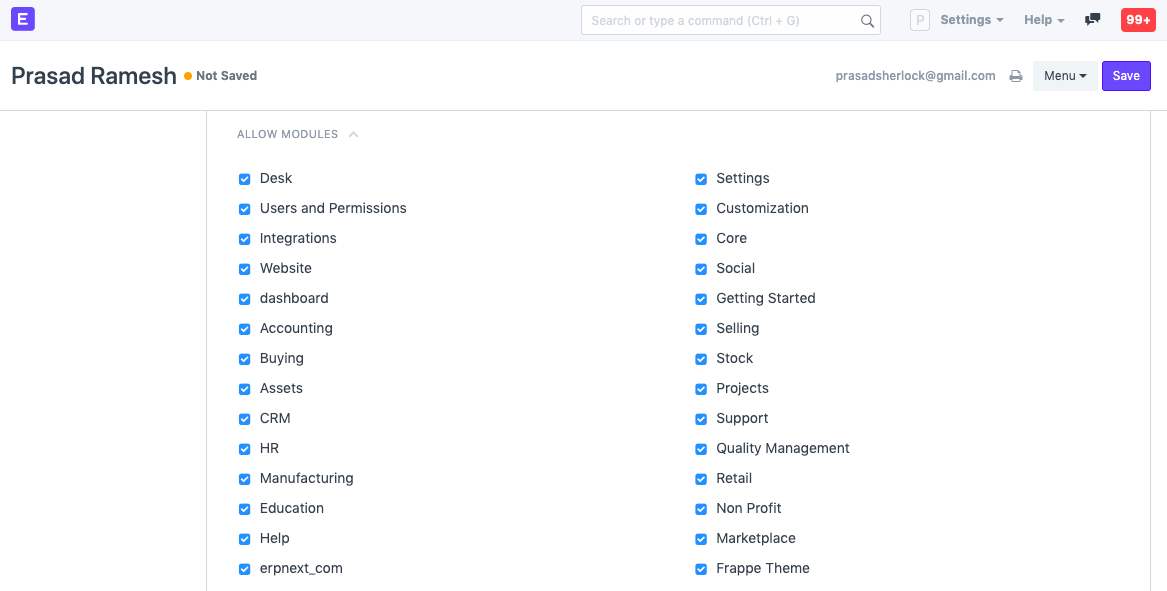 E
Search or type a command (Ctrl + G)
P
Settings
Help
99+
Prasad Ramesh
Not Saved
prasadsherlock@gmail.com
Menu
Save
ALLOW MODULES
Desk
Settings
Users and Permissions
Customization
Integrations
Core
Website
Social
dashboard
Getting Started
Accounting
Selling
Buying
Stock
Assets
Projects
CRM
Support
HR
Quality Management
Manufacturing
Retail
Education
Non Profit
Help
Marketplace
erpnext_com
Frappe Theme